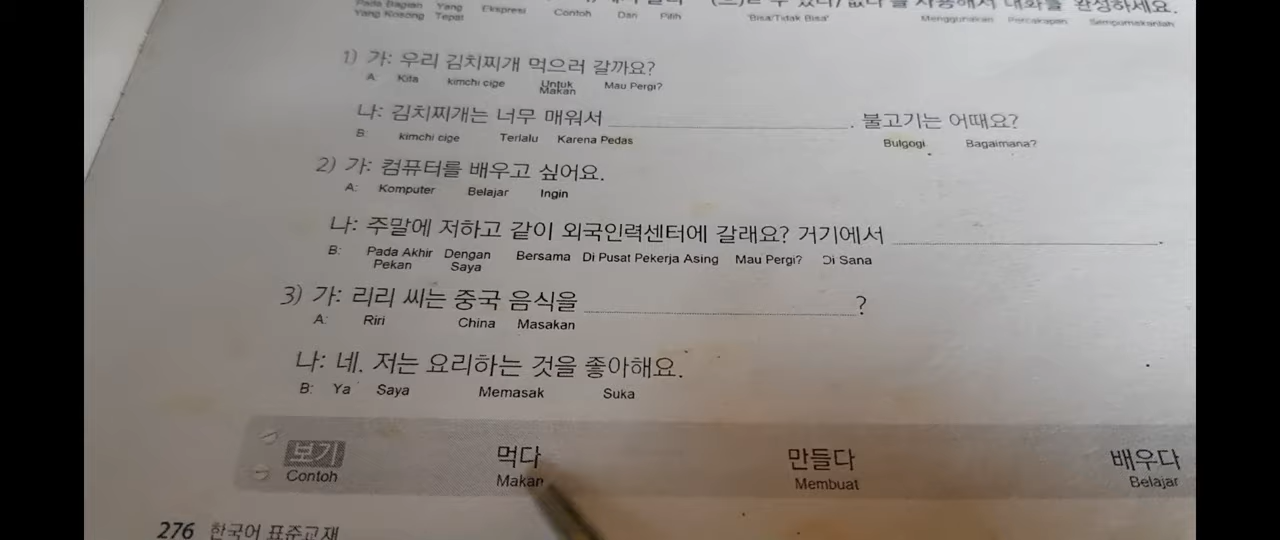 Pada Bagian Yang Ekspresi Contoh Dan Pilih 'Bisa/Tidak Bisa' Menggunakan Percakapan Sempurnakanlah
Yang Kosong Tepat
1) 가: 우리 김치찌개 먹으러 갈까요?
A: Kita kimchi cige Untuk Makan Mau Pergi?
나: 김치찌개는 너무 매워서 . 불고기는 어때요?
B: kimchi cige Terlalu Karena Pedas Bulgogi Bagaimana?
2) 가: 컴퓨터를 배우고 싶어요.
A: Komputer Belajar Ingin
나: 주말에 저하고 같이 외국인력센터에 갈래요? 거기에서 .
B: Pada Akhir Pekan Dengan Saya Bersama Di Pusat Pekerja Asing Mau Pergi? Di Sana
3) 가: 리리 씨는 중국 음식을 ?
A: Riri China Masakan
나: 네. 저는 요리하는 것을 좋아해요.
B: Ya Saya Memasak Suka
보기 먹다 만들다 배우다
Contoh Makan Membuat Belajar
276 한국어 표준교재